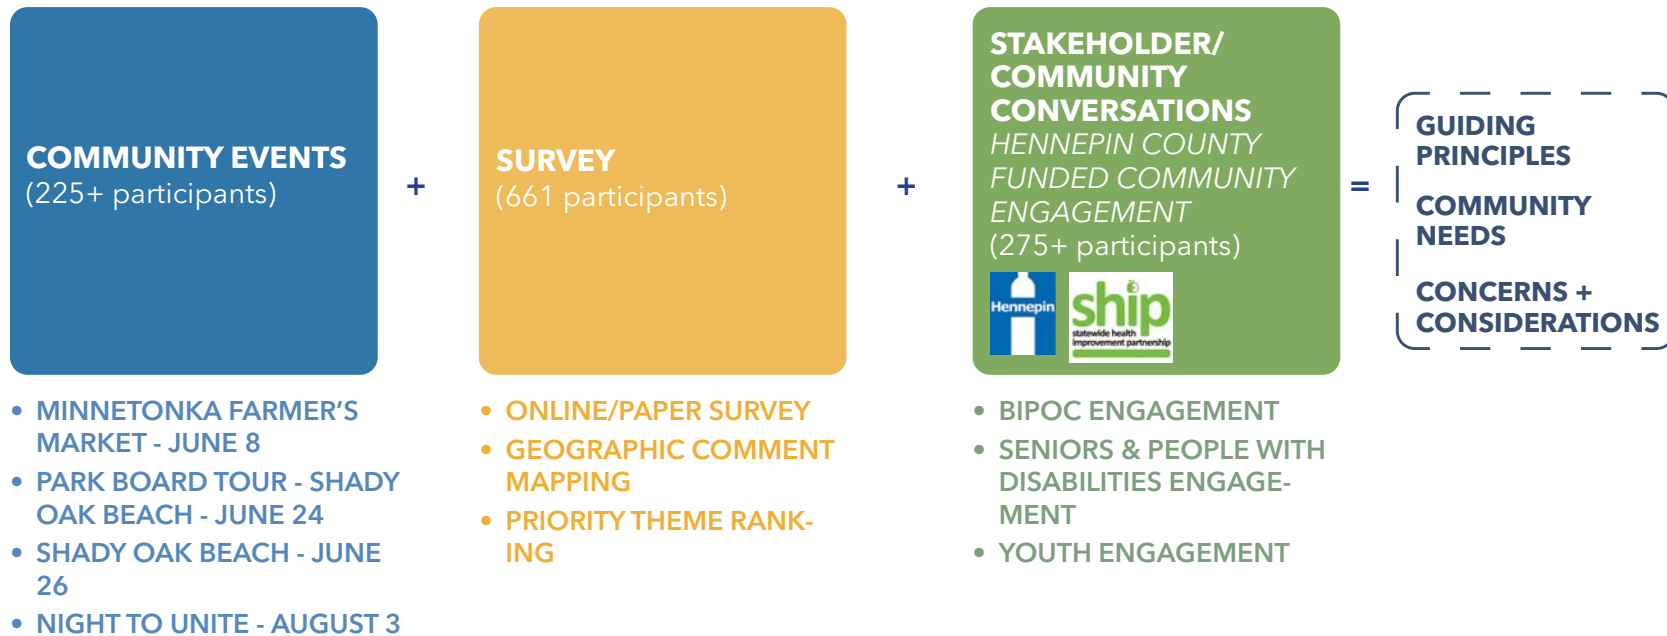 COMMUNITY EVENTS
(225+ participants)
+
SURVEY
(661 participants)
+
STAKEHOLDER/
COMMUNITY
CONVERSATIONS
HENNEPIN COUNTY
FUNDED COMMUNITY
ENGAGEMENT
(275+ participants)
Hennepin
ship
statewide health
improvement partnership
=
GUIDING
PRINCIPLES
COMMUNITY
NEEDS
CONCERNS +
CONSIDERATIONS
• MINNETONKA FARMER'S
MARKET - JUNE 8
• PARK BOARD TOUR - SHADY
OAK BEACH - JUNE 24
• SHADY OAK BEACH - JUNE
26
• NIGHT TO UNITE - AUGUST 3
• ONLINE/PAPER SURVEY
• GEOGRAPHIC COMMENT
MAPPING
• PRIORITY THEME RANK-
ING
• BIPOC ENGAGEMENT
• SENIORS & PEOPLE WITH
DISABILITIES ENGAGE-
MENT
• YOUTH ENGAGEMENT